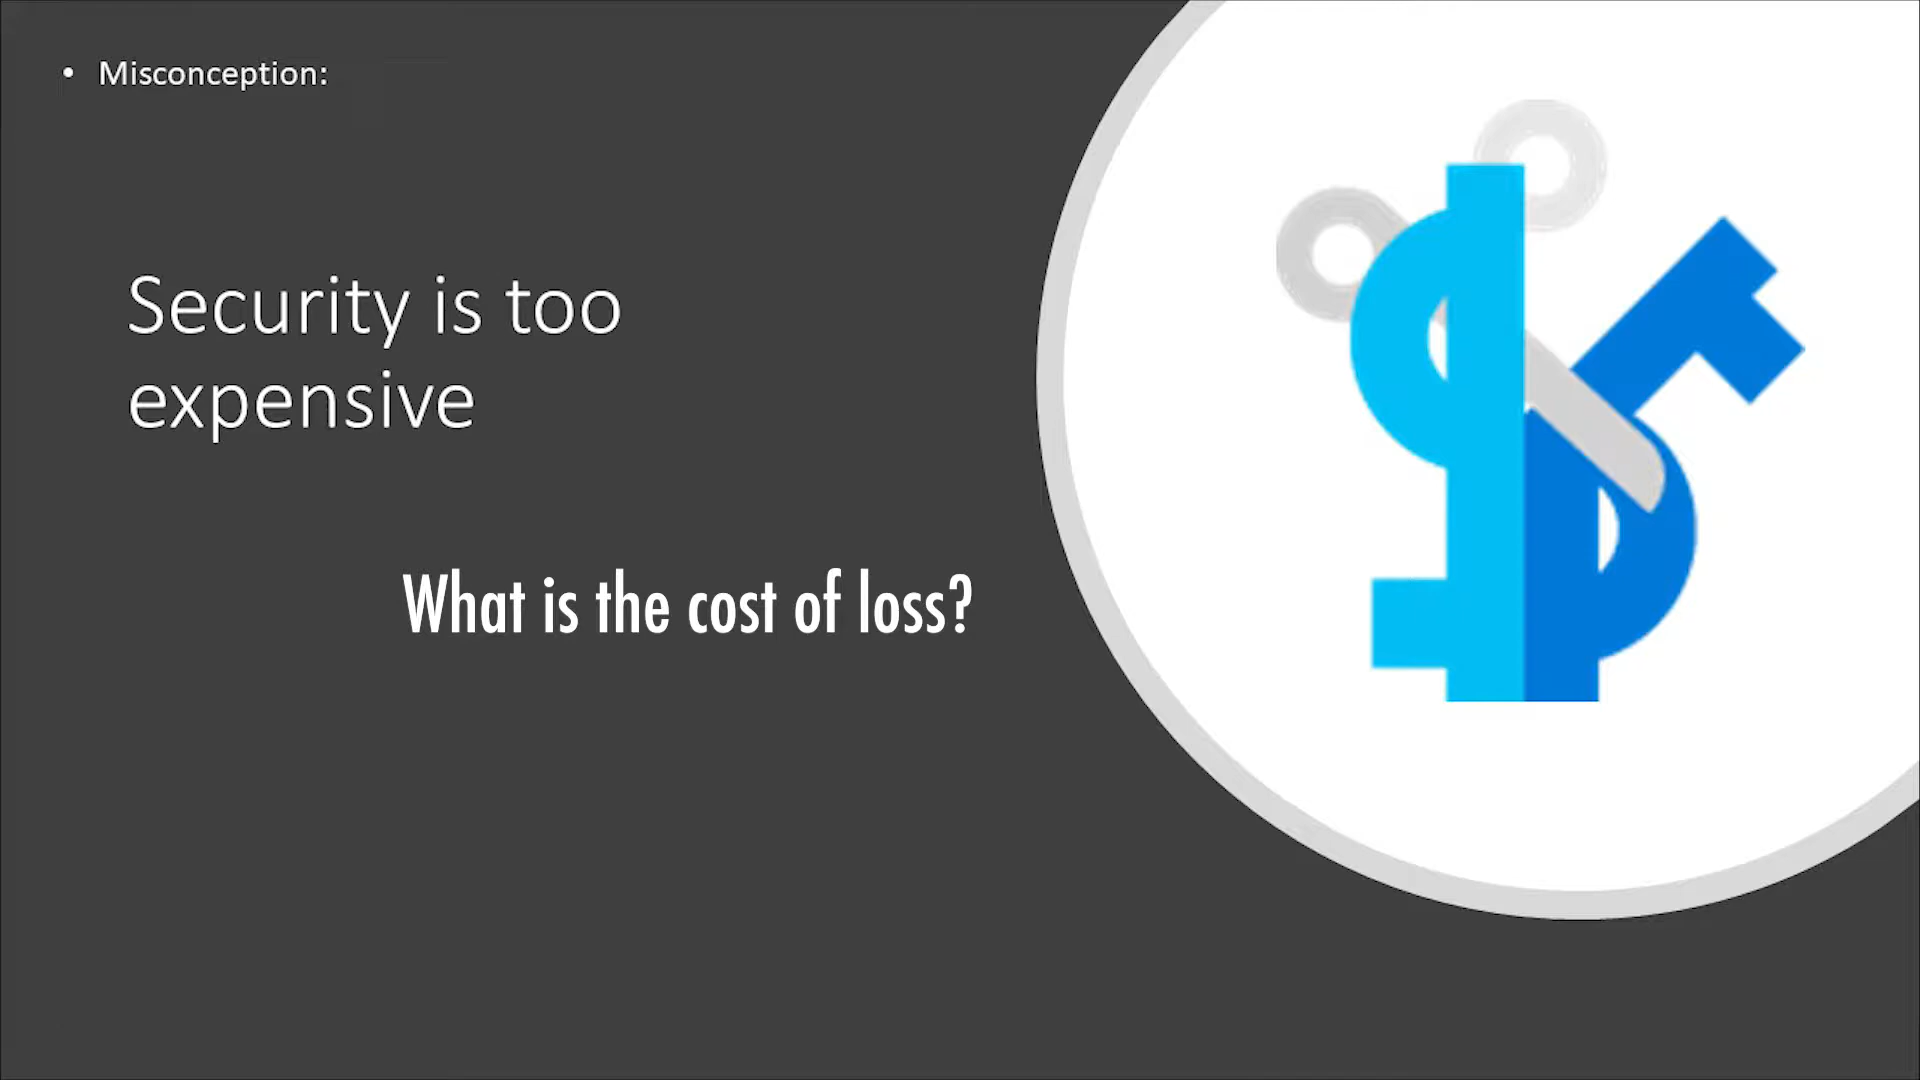 • Misconception:
Security is too
expensive
What is the cost of loss?